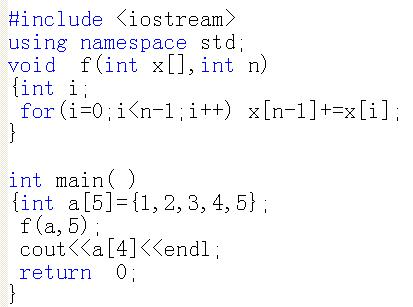 #include <iostream>
using namespace std;
void  f(int x[],int n)
{int i;
 for(i=0;i<n-1;i++) x[n-1]+=x[i];
}

int main( )
{int a[5]={1,2,3,4,5};
 f(a,5);
 cout<<a[4]<<endl;
 return  0;
}